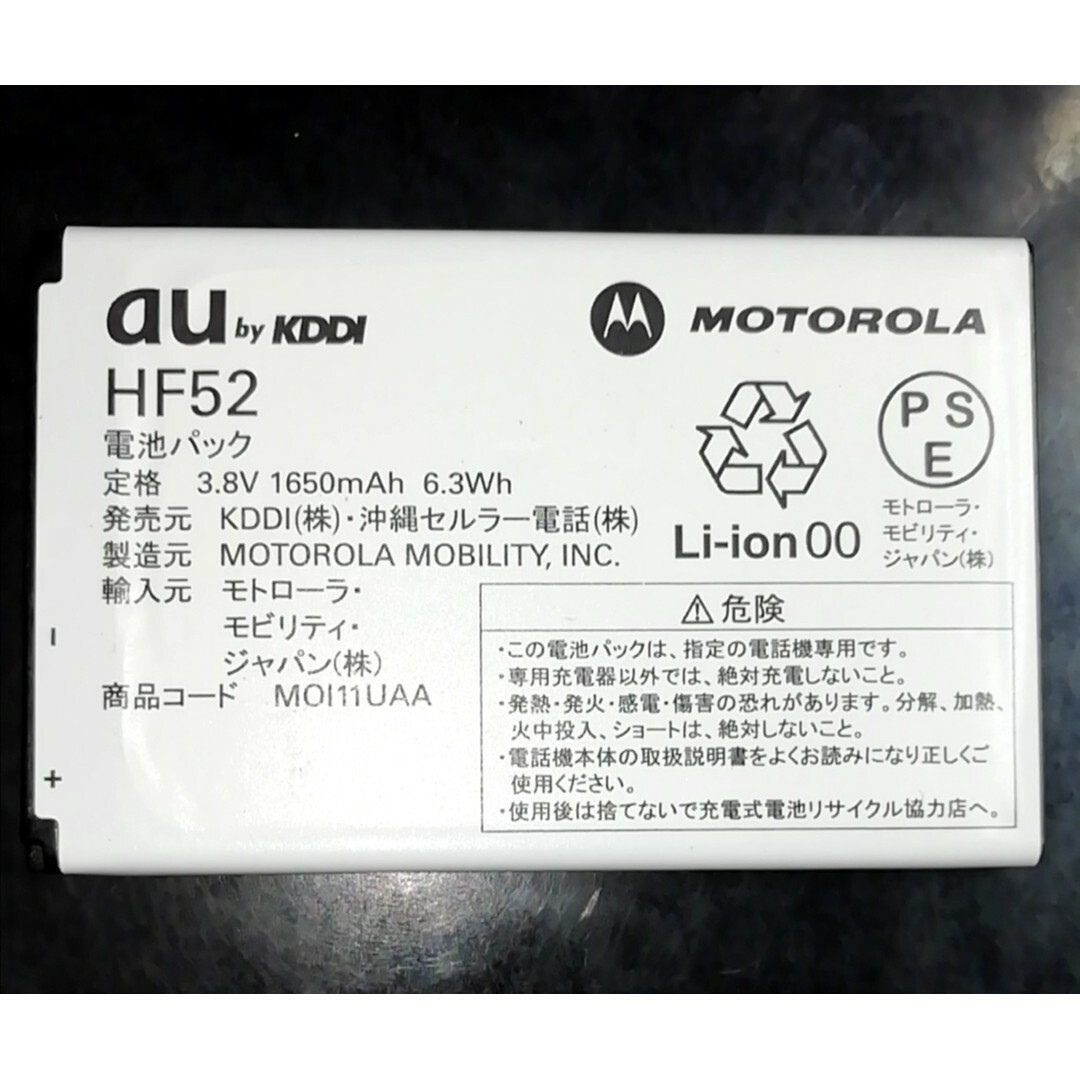 au by KDDI
MOTOROLA
HF52
電池パック
定格 3.8V 1650mAh 6.3Wh
発売元 KDDI(株)・沖縄セルラー電話(株)
製造元 MOTOROLA MOBILITY, INC.
輸入元 モトローラ・
モビリティ・
ジャパン(株)
商品コード MOI11UAA
Li-ion 00
P S
E
モトローラ・
モビリティ・
ジャパン(株)
⚠危険
・この電池パックは、指定の電話機専用です。
・専用充電器以外では、絶対充電しないこと。
・発熱・発火・感電・傷害の恐れがあります。分解、加熱、
火中投入、ショートは、絶対しないこと。
・電話機本体の取扱説明書をよくお読みになり正しくご
使用ください。
・使用後は捨てないで充電式電池リサイクル協力店へ。
−
+